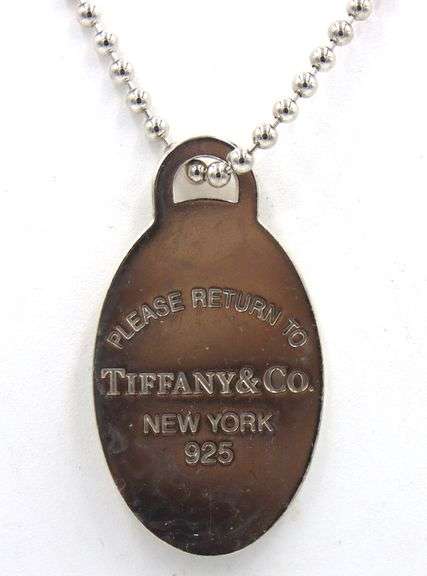 PLEASE RETURN TO
TIFFANY & CO.
NEW YORK
925